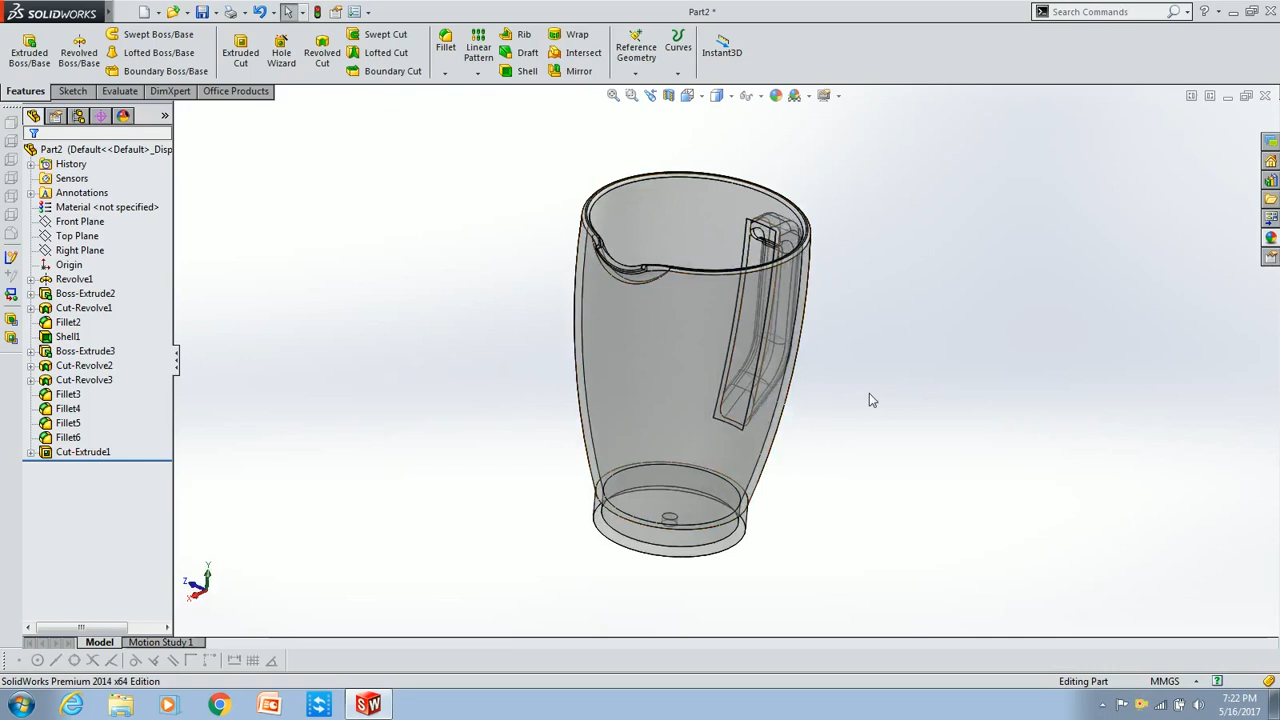 SOLIDWORKS
Part2 *
Search Commands
Extruded Boss/Base
Revolved Boss/Base
Swept Boss/Base
Lofted Boss/Base
Boundary Boss/Base
Extruded Cut
Hole Wizard
Revolved Cut
Swept Cut
Lofted Cut
Boundary Cut
Fillet
Linear Pattern
Rib
Draft
Shell
Wrap
Intersect
Mirror
Reference Geometry
Curves
Instant3D
Features
Sketch
Evaluate
DimXpert
Office Products
Part2 (Default<<Default>_Disp
History
Sensors
Annotations
Material <not specified>
Front Plane
Top Plane
Right Plane
Origin
Revolve1
Boss-Extrude2
Cut-Revolve1
Fillet2
Shell1
Boss-Extrude3
Cut-Revolve2
Cut-Revolve3
Fillet3
Fillet4
Fillet5
Fillet6
Cut-Extrude1
Y
Z
X
Model
Motion Study 1
SolidWorks Premium 2014 x64 Edition
Editing Part
MMGS
7:22 PM
5/16/2017